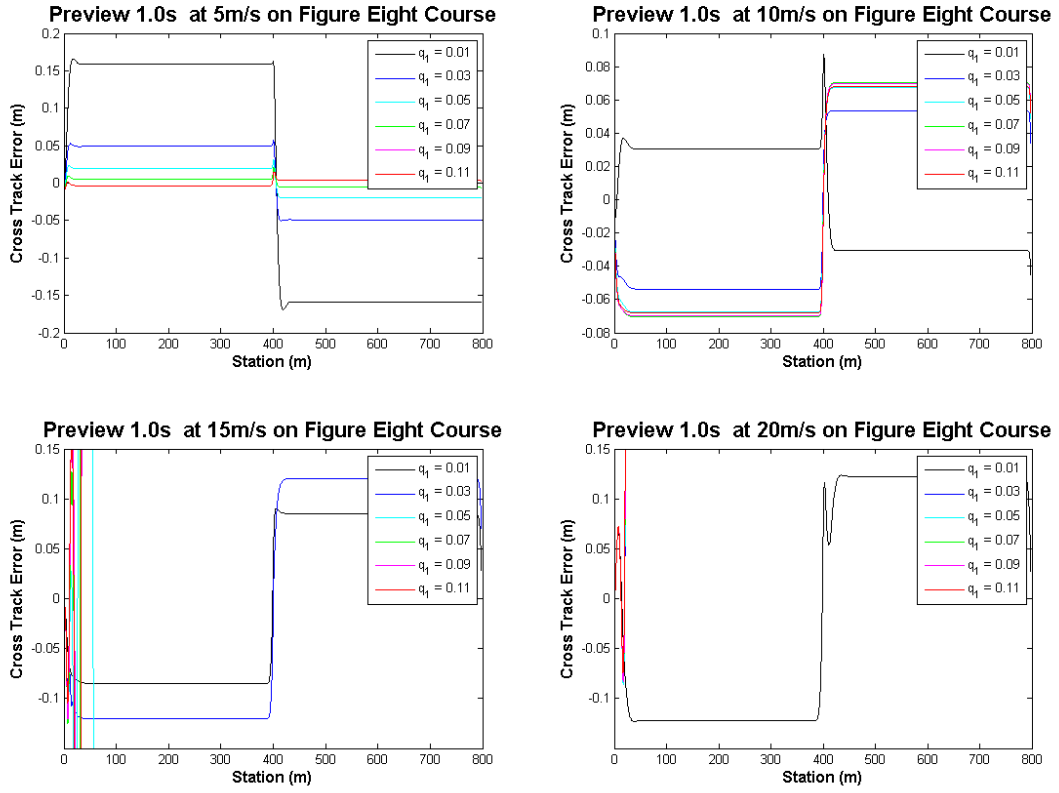 Preview 1.0s at 5m/s on Figure Eight Course
Cross Track Error (m)
0.2
0.15
0.1
0.05
0
-0.05
-0.1
-0.15
-0.2
0 100 200 300 400 500 600 700 800
Station (m)
q1 = 0.01
q1 = 0.03
q1 = 0.05
q1 = 0.07
q1 = 0.09
q1 = 0.11
Preview 1.0s at 10m/s on Figure Eight Course
Cross Track Error (m)
0.1
0.08
0.06
0.04
0.02
0
-0.02
-0.04
-0.06
-0.08
0 100 200 300 400 500 600 700 800
Station (m)
q1 = 0.01
q1 = 0.03
q1 = 0.05
q1 = 0.07
q1 = 0.09
q1 = 0.11
Preview 1.0s at 15m/s on Figure Eight Course
Cross Track Error (m)
0.15
0.1
0.05
0
-0.05
-0.1
0 100 200 300 400 500 600 700 800
Station (m)
q1 = 0.01
q1 = 0.03
q1 = 0.05
q1 = 0.07
q1 = 0.09
q1 = 0.11
Preview 1.0s at 20m/s on Figure Eight Course
Cross Track Error (m)
0.15
0.1
0.05
0
-0.05
-0.1
0 100 200 300 400 500 600 700 800
Station (m)
q1 = 0.01
q1 = 0.03
q1 = 0.05
q1 = 0.07
q1 = 0.09
q1 = 0.11